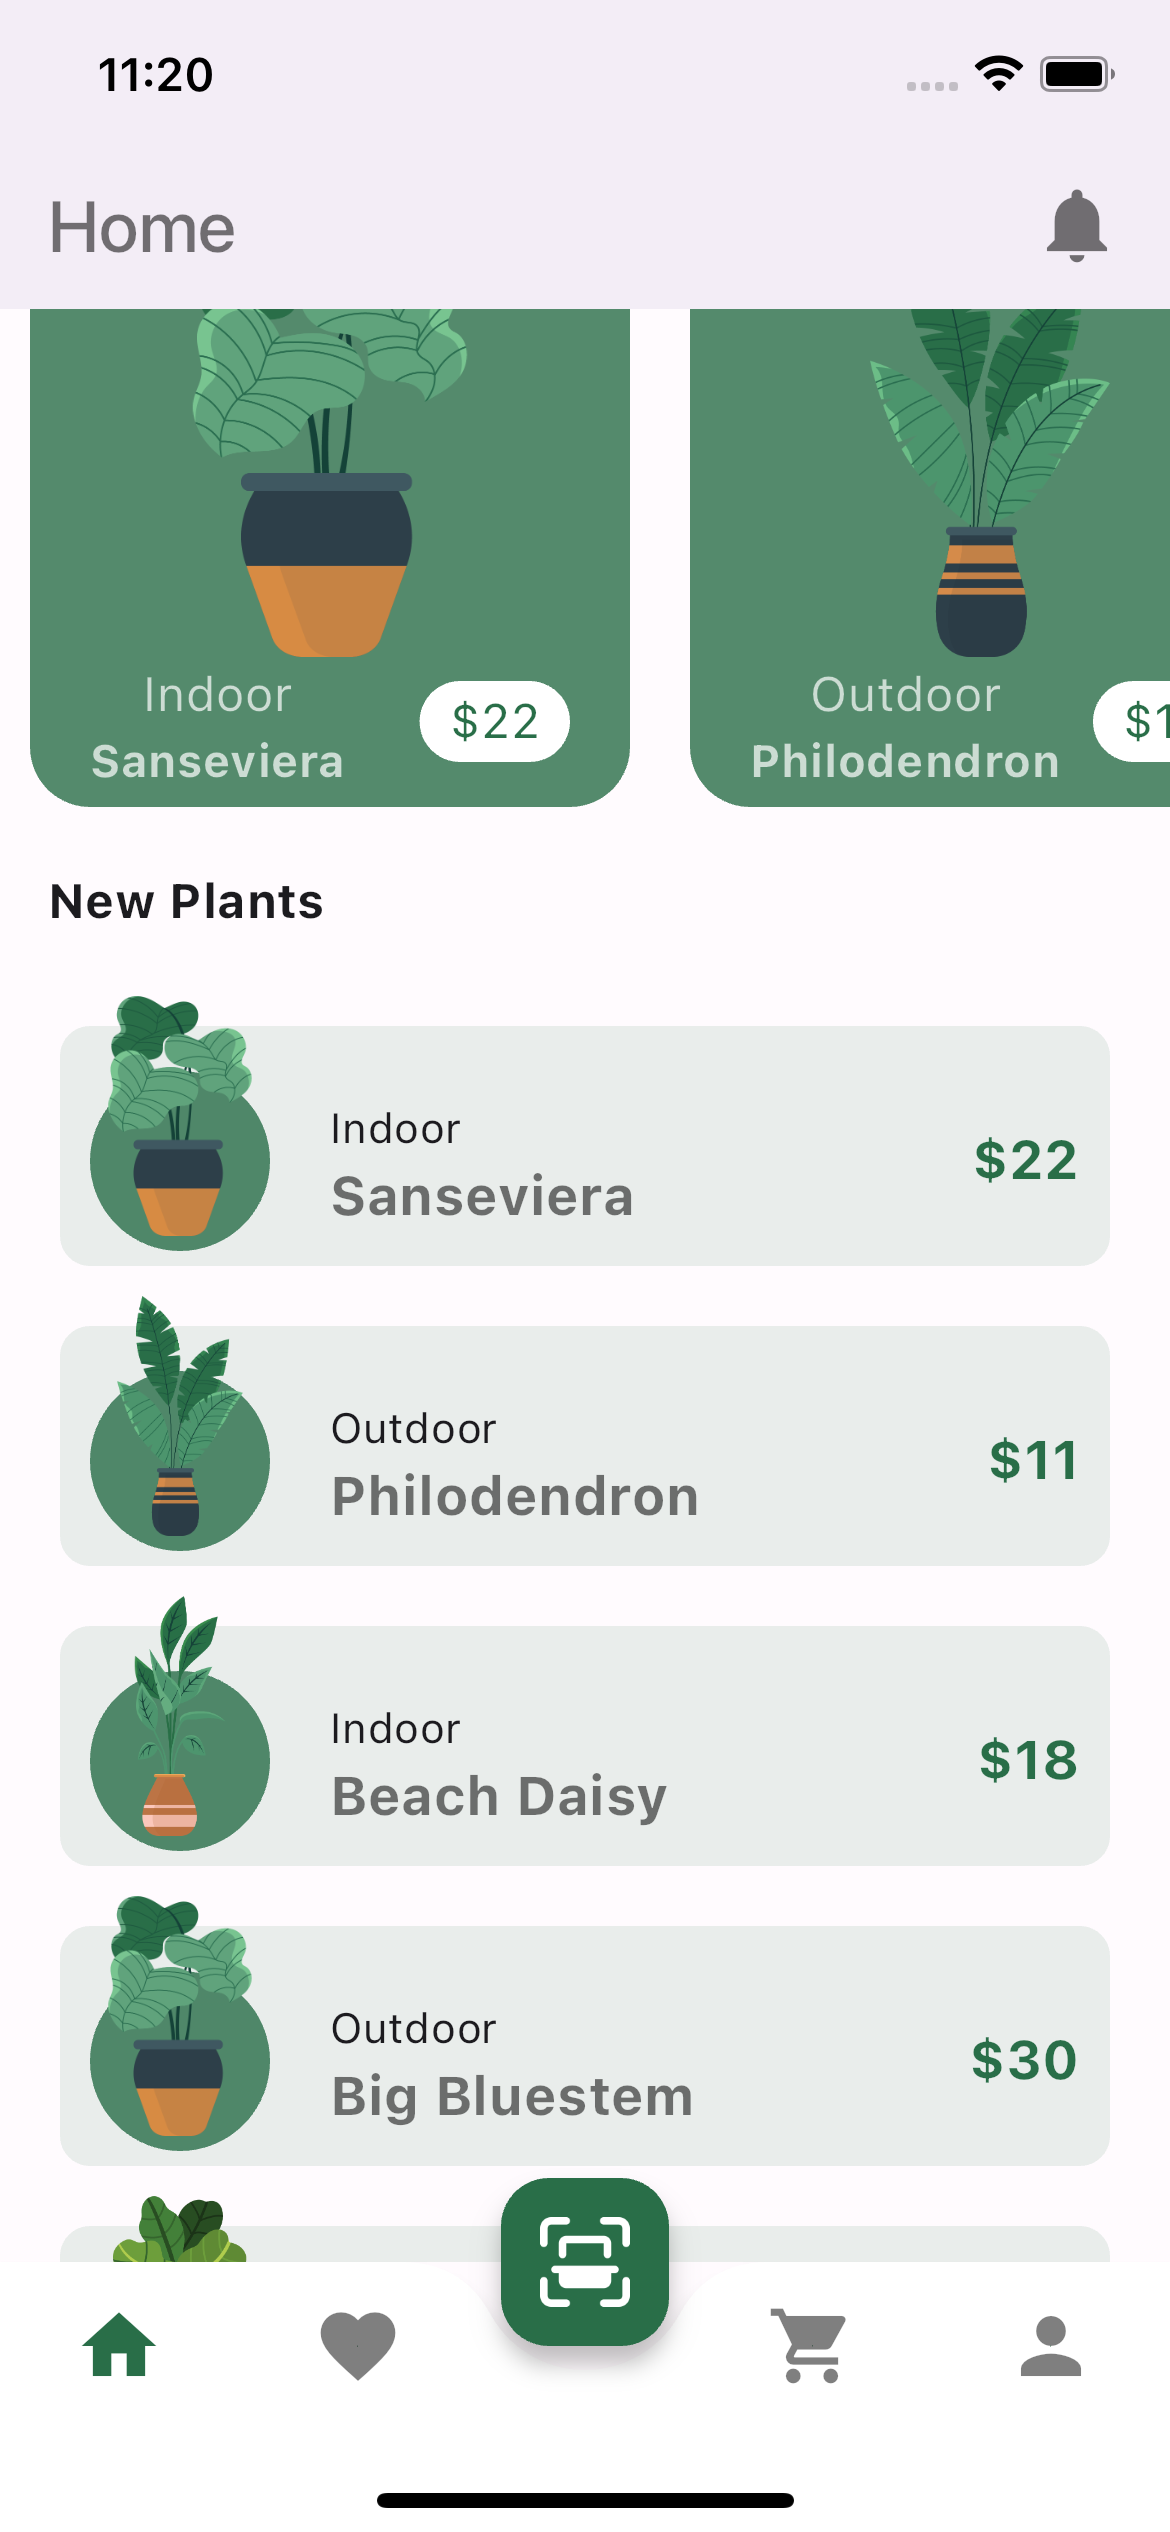 11:20
Home
Indoor
Sanseviera
$22
Outdoor
Philodendron
New Plants
Indoor
Sanseviera
$22
Outdoor
Philodendron
$11
Indoor
Beach Daisy
$18
Outdoor
Big Bluestem
$30